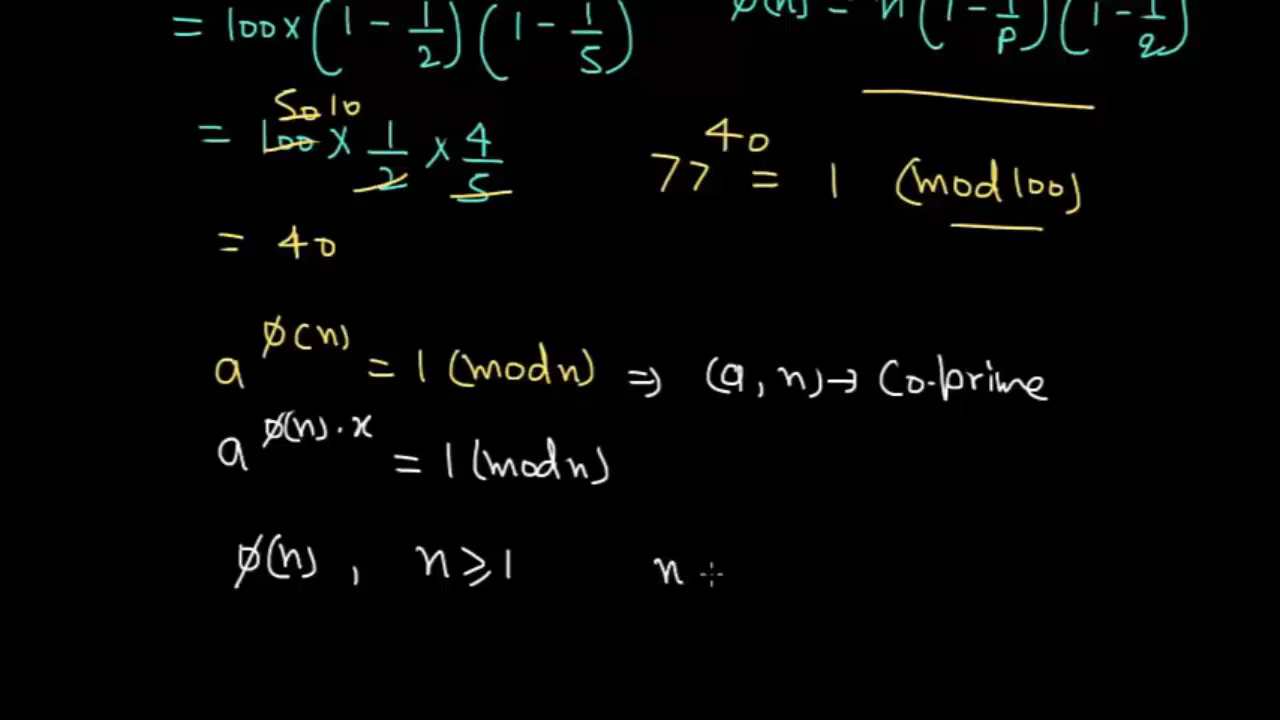 = 100 × (1 - 1/2) (1 - 1/5)
ϕ(n) = n (1 - 1/p) (1 - 1/q)
50 10
= 100 × 1/2 × 4/5
77^40 = 1 (mod 100)
= 40
a^ϕ(n) = 1 (mod n) ⇒ (a, n) → Co-prime
a^ϕ(n)·x = 1 (mod n)
ϕ(n) , n ≥ 1 n